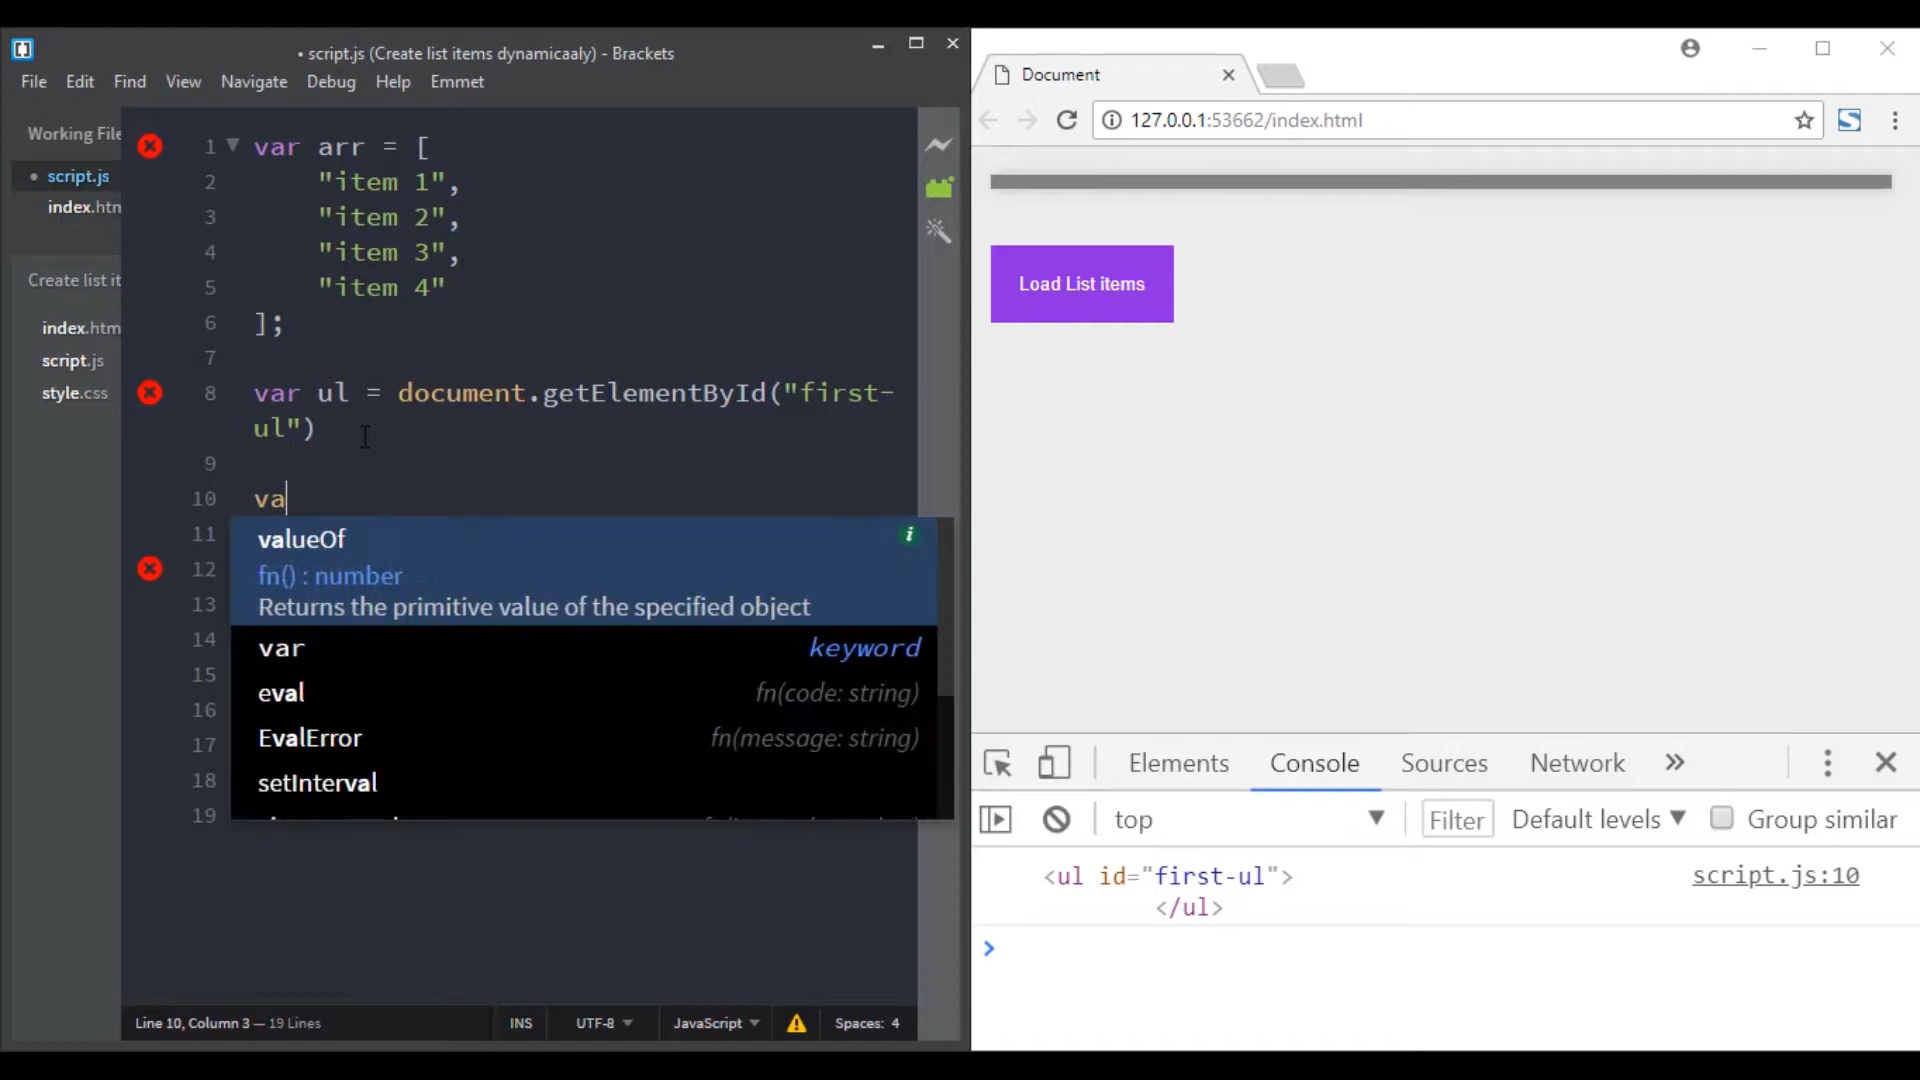 • script.js (Create list items dynamicaaly) - Brackets
File Edit Find View Navigate Debug Help Emmet
Working File
• script.js
index.htm
Create list it
index.htm
script.js
style.css
1 var arr = [
2 "item 1",
3 "item 2",
4 "item 3",
5 "item 4"
6 ];
7
8 var ul = document.getElementById("first-
ul")
9
10 va
11
12
13
14
15
16
17
18
19
valueOf
fn() : number
Returns the primitive value of the specified object
var keyword
eval fn(code: string)
EvalError fn(message: string)
setInterval
Line 10, Column 3 — 19 Lines
INS
UTF-8
JavaScript
Spaces: 4
Document
127.0.0.1:53662/index.html
Load List items
Elements Console Sources Network »
top Filter Default levels Group similar
<ul id="first-ul"> script.js:10
</ul>